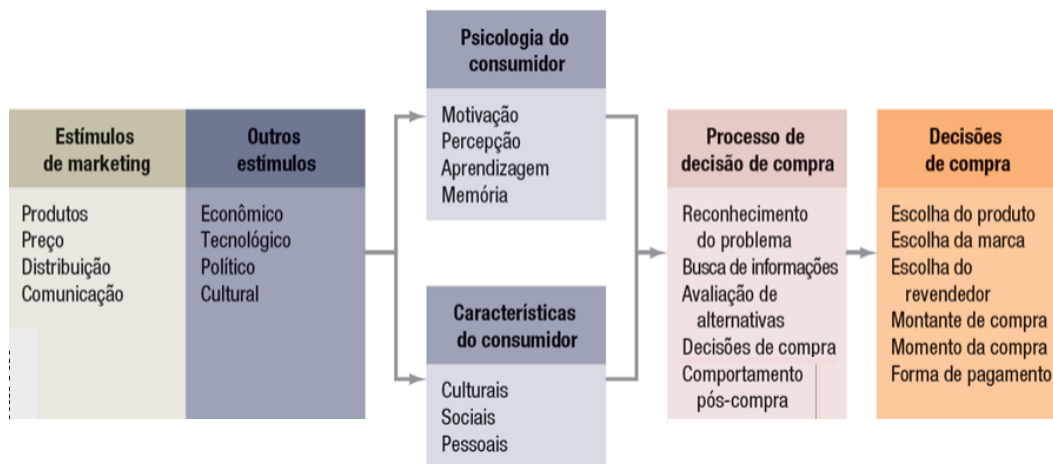 Estímulos
de marketing
Produtos
Preço
Distribuição
Comunicação
Outros
estímulos
Econômico
Tecnológico
Político
Cultural
Psicologia do
consumidor
Motivação
Percepção
Aprendizagem
Memória
Características
do consumidor
Culturais
Sociais
Pessoais
Processo de
decisão de compra
Reconhecimento
do problema
Busca de informações
Avaliação de
alternativas
Decisões de compra
Comportamento
pós-compra
Decisões
de compra
Escolha do produto
Escolha da marca
Escolha do
revendedor
Montante de compra
Momento da compra
Forma de pagamento